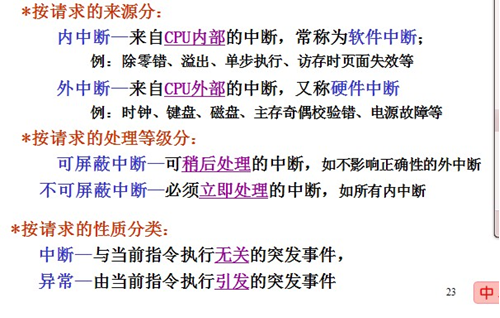 *按请求的来源分：
内中断—来自CPU内部的中断，常称为软件中断；
例：除零错、溢出、单步执行、访存时页面失效等
外中断—来自CPU外部的中断，又称硬件中断
例：时钟、键盘、磁盘、主存奇偶校验错、电源故障等
*按请求的处理等级分：
可屏蔽中断—可稍后处理的中断，如不影响正确性的外中断
不可屏蔽中断—必须立即处理的中断，如所有内中断
*按请求的性质分类：
中断—与当前指令执行无关的突发事件，
异常—由当前指令执行引发的突发事件
23
中